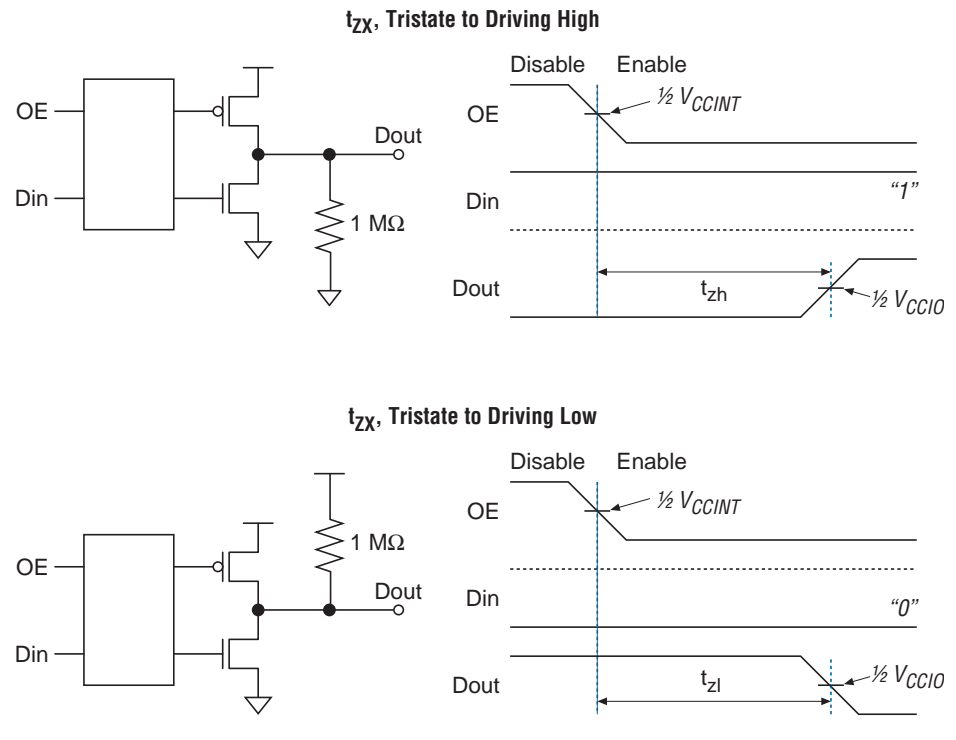 tZX, Tristate to Driving High
Disable Enable
OE
½ VCCINT
OE
Dout
Din
1 MΩ
Din
“1”
Dout
tzh
½ VCCIO
tZX, Tristate to Driving Low
Disable Enable
OE
½ VCCINT
1 MΩ
OE
Dout
Din
“0”
Din
Dout
tzl
½ VCCIO